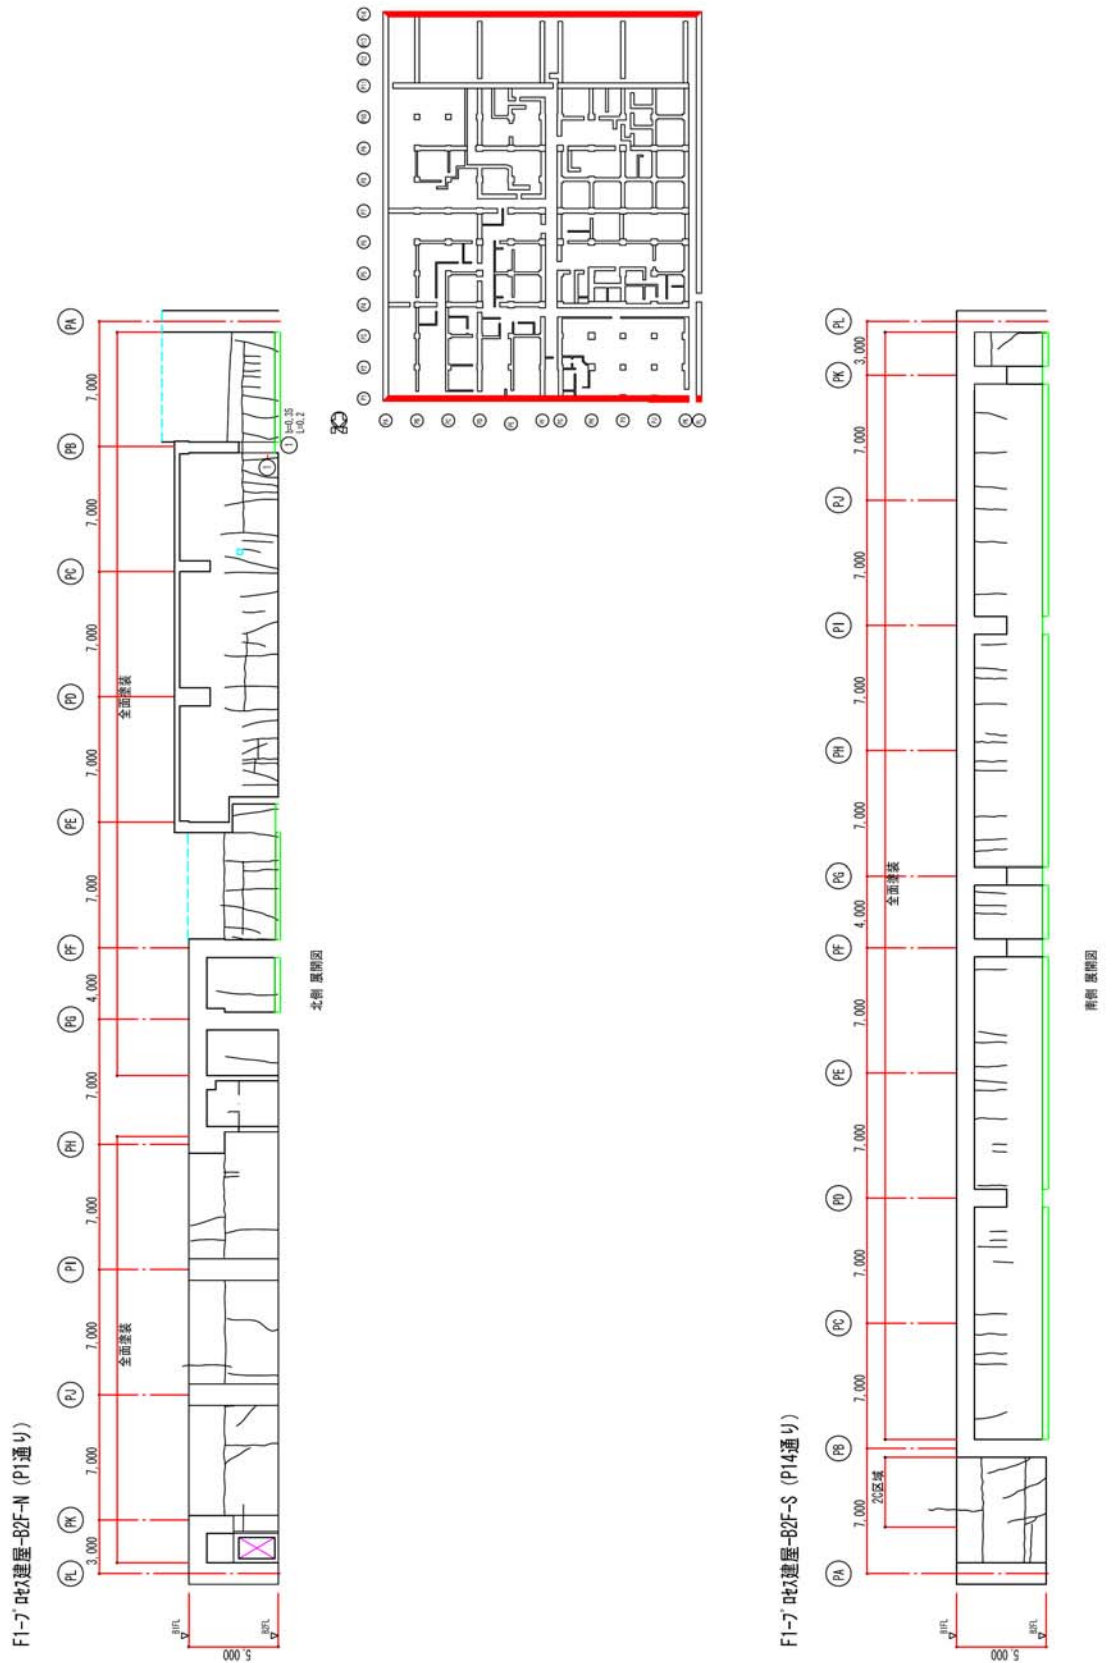 F1-プロセス建屋-B2F-N (P1通り)
PL PK PJ PI PH PG PF PE PD PC PB PA
3,000 7,000 7,000 7,000 7,000 4,000 7,000 7,000 7,000 7,000 7,000
全面塗装 全面塗装
B1FL
B2FL
5,000
1
1 b=0.35
L=0.2
北側 展開図
F1-プロセス建屋-B2F-S (P14通り)
PA PB PC PD PE PF PG PH PI PJ PK PL
7,000 7,000 7,000 7,000 7,000 4,000 7,000 7,000 7,000 7,000 3,000
2C区域 全面塗装
B1FL
B2FL
5,000
南側 展開図